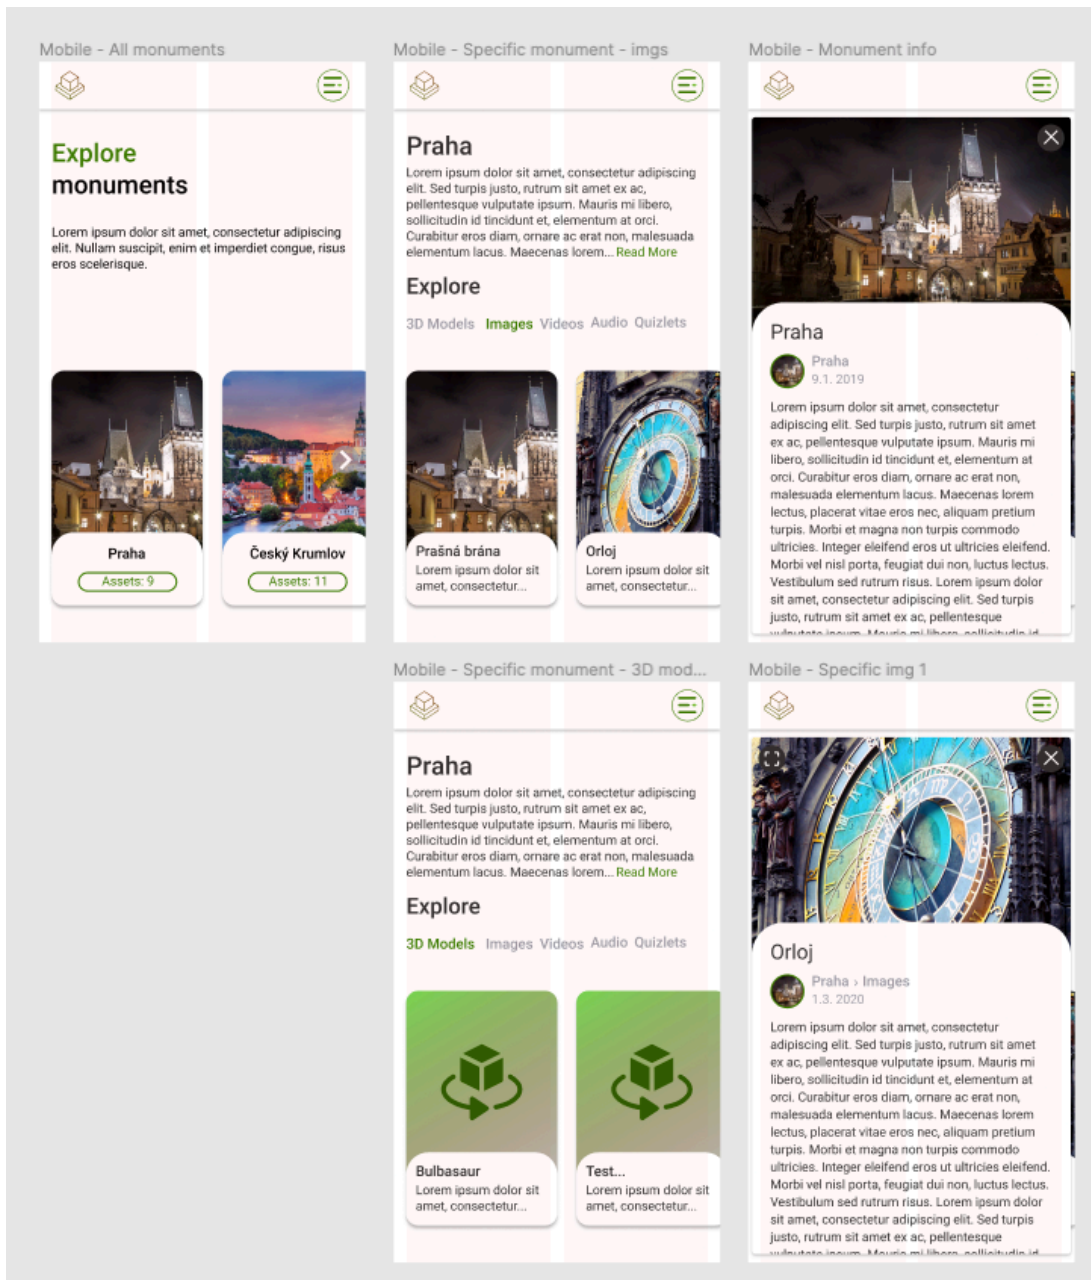 Mobile - All monuments
Explore
monuments
Lorem ipsum dolor sit amet, consectetur adipiscing
elit. Nullam suscipit, enim et imperdiet congue, risus
eros scelerisque.
Praha
Assets: 9
Český Krumlov
Assets: 11
Mobile - Specific monument - imgs
Praha
Lorem ipsum dolor sit amet, consectetur adipiscing
elit. Sed turpis justo, rutrum sit amet ex ac,
pellentesque vulputate ipsum. Mauris mi libero,
sollicitudin id tincidunt et, elementum at orci.
Curabitur eros diam, ornare ac erat non, malesuada
elementum lacus. Maecenas lorem... Read More
Explore
3D Models Images Videos Audio Quizlets
Prašná brána
Lorem ipsum dolor sit
amet, consectetur...
Orloj
Lorem ipsum dolor sit
amet, consectetur...
Mobile - Monument info
Praha
Praha
9.1. 2019
Lorem ipsum dolor sit amet, consectetur
adipiscing elit. Sed turpis justo, rutrum sit amet
ex ac, pellentesque vulputate ipsum. Mauris mi
libero, sollicitudin id tincidunt et, elementum at
orci. Curabitur eros diam, ornare ac erat non,
malesuada elementum lacus. Maecenas lorem
lectus, placerat vitae eros nec, aliquam pretium
turpis. Morbi et magna non turpis commodo
ultricies. Integer eleifend eros ut ultricies eleifend.
Morbi vel nisl porta, feugiat dui non, luctus lectus.
Vestibulum sed rutrum risus. Lorem ipsum dolor
sit amet, consectetur adipiscing elit. Sed turpis
justo, rutrum sit amet ex ac, pellentesque
vulputate ipsum. Mauris mi libero, sollicitudin id
Mobile - Specific monument - 3D mod...
Praha
Lorem ipsum dolor sit amet, consectetur adipiscing
elit. Sed turpis justo, rutrum sit amet ex ac,
pellentesque vulputate ipsum. Mauris mi libero,
sollicitudin id tincidunt et, elementum at orci.
Curabitur eros diam, ornare ac erat non, malesuada
elementum lacus. Maecenas lorem... Read More
Explore
3D Models Images Videos Audio Quizlets
Bulbasaur
Lorem ipsum dolor sit
amet, consectetur...
Test...
Lorem ipsum dolor sit
amet, consectetur...
Mobile - Specific img 1
Orloj
Praha › Images
1.3. 2020
Lorem ipsum dolor sit amet, consectetur
adipiscing elit. Sed turpis justo, rutrum sit amet
ex ac, pellentesque vulputate ipsum. Mauris mi
libero, sollicitudin id tincidunt et, elementum at
orci. Curabitur eros diam, ornare ac erat non,
malesuada elementum lacus. Maecenas lorem
lectus, placerat vitae eros nec, aliquam pretium
turpis. Morbi et magna non turpis commodo
ultricies. Integer eleifend eros ut ultricies eleifend.
Morbi vel nisl porta, feugiat dui non, luctus lectus.
Vestibulum sed rutrum risus. Lorem ipsum dolor
sit amet, consectetur adipiscing elit. Sed turpis
justo, rutrum sit amet ex ac, pellentesque
vulputate ipsum. Mauris mi libero, sollicitudin id